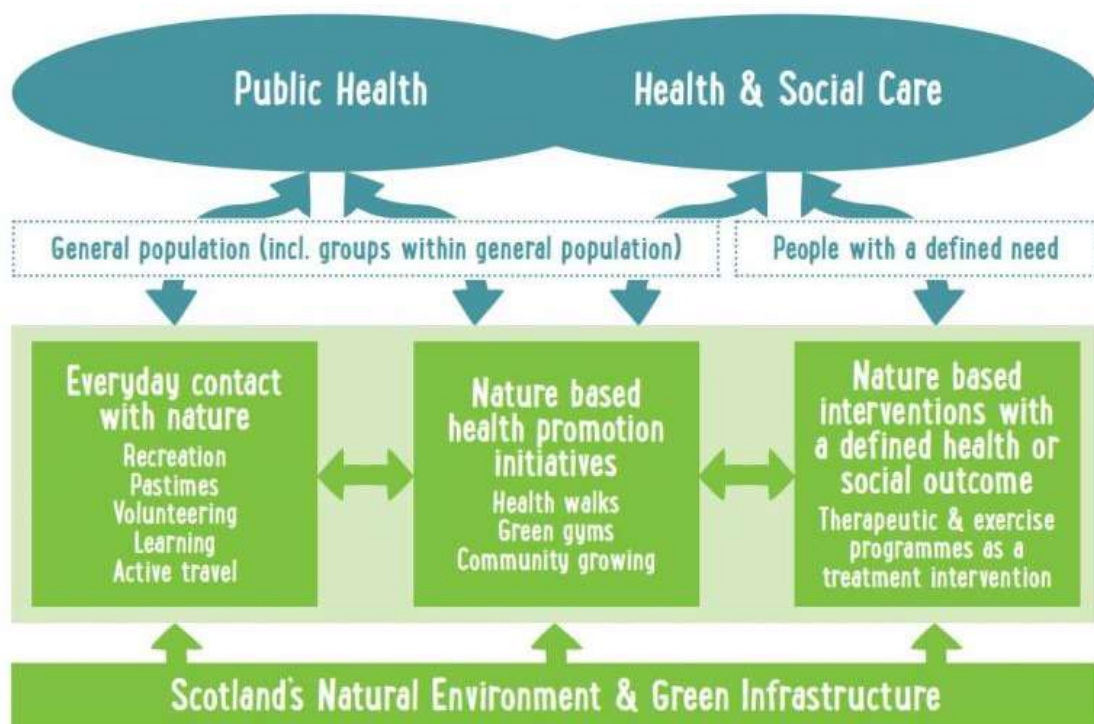 Public Health
Health & Social Care
General population (incl. groups within general population)
People with a defined need
Everyday contact
with nature
Recreation
Pastimes
Volunteering
Learning
Active travel
Nature based
health promotion
initiatives
Health walks
Green gyms
Community growing
Nature based
interventions with
a defined health or
social outcome
Therapeutic & exercise
programmes as a
treatment intervention
Scotland's Natural Environment & Green Infrastructure